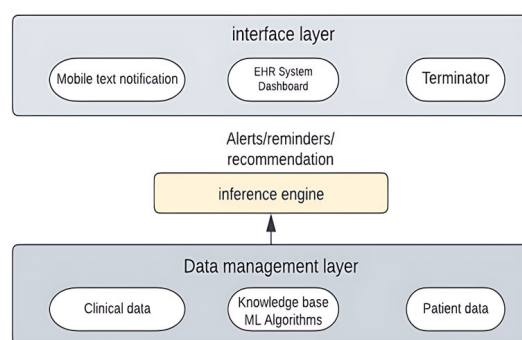 interface layer
Mobile text notification
EHR System
Dashboard
Terminator
Alerts/reminders/
recommendation
inference engine
Data management layer
Clinical data
Knowledge base
ML Algorithms
Patient data